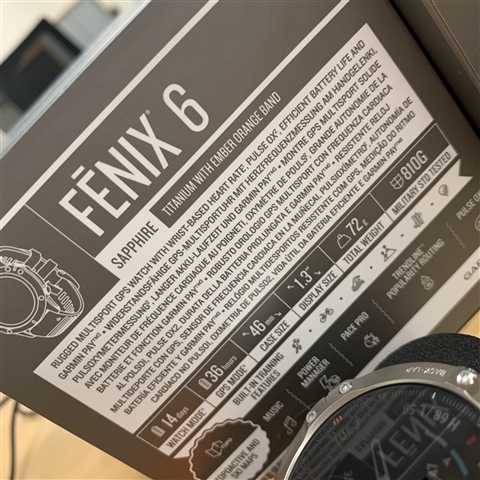 FĒNIX® 6
SAPPHIRE
TITANIUM WITH EMBER ORANGE BAND
RUGGED MULTISPORT GPS WATCH WITH WRIST-BASED HEART RATE, PULSE OX², EFFICIENT BATTERY LIFE AND
GARMIN PAY™ • WIDERSTANDSFÄHIGE GPS-MULTISPORTUHR MIT HERZFREQUENZMESSUNG AM HANDGELENK,
PULSOXYMETERMESSUNG, LANGER AKKU-LAUFZEIT UND GARMIN PAY™ • MONTRE GPS MULTISPORT SOLIDE
AVEC MONITEUR DE FRÉQUENCE CARDIAQUE AU POIGNET, OXYMÈTRE DE POULS, GRANDE AUTONOMIE DE LA
BATTERIE ET FONCTION GARMIN PAY™ • ROBUSTO OROLOGIO GPS MULTISPORT CON FREQUENZA CARDIACA
AL POLSO, PULSE OX2, DURATA DELLA BATTERIA PROLUNGATA E GARMIN PAY™ • RESISTENTE RELOJ
MULTIDEPORTE CON GPS, SENSOR DE FRECUENCIA CARDIACA EN LA MUÑECA, PULSIOXÍMETRO, AUTONOMÍA DE
BATERÍA EFICIENTE Y GARMIN PAY™ • RELÓGIO MULTIDESPORTOS RESISTENTE COM GPS, MEDIÇÃO DO RITMO
CARDÍACO NO PULSO, OXIMETRIA DE PULSO2, VIDA ÚTIL DA BATERIA EFICIENTE E GARMIN PAY™
14 days
WATCH MODE
36 hours
GPS MODE
46 mm
CASE SIZE
1.3"
DISPLAY SIZE
72 g
TOTAL WEIGHT
810G
MILITARY STD TESTED
BUILT-IN TRAINING
FEATURES
TOPO
TOPOACTIVE AND
SKI MAPS
MUSIC
POWER
MANAGER
PACE PRO
TRENDLINE™
POPULARITY ROUTING
PULSE
GAR
BACK·LAP